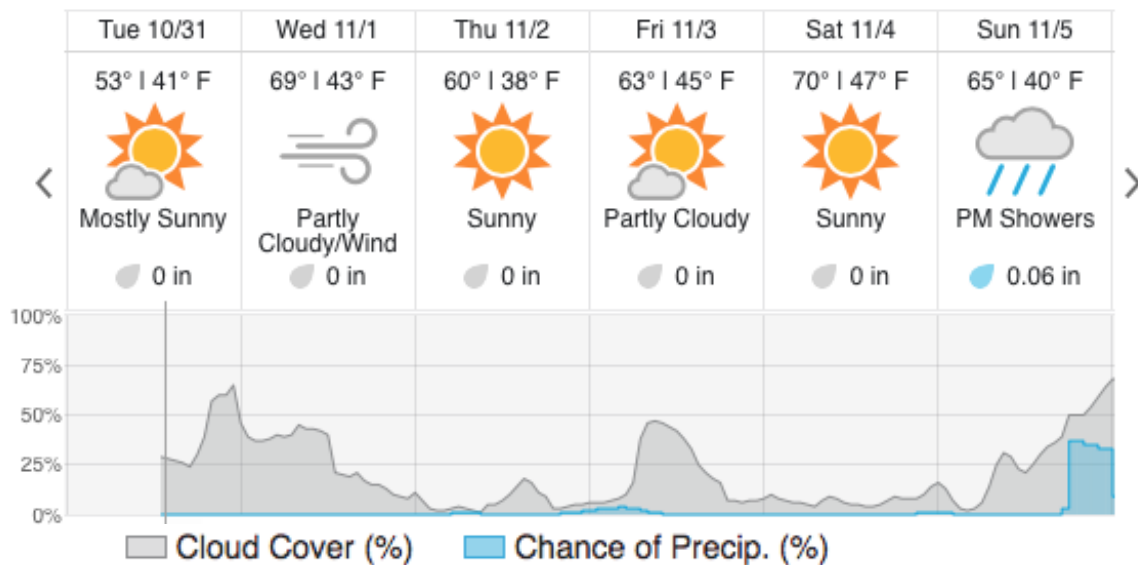 Tue 10/31 Wed 11/1 Thu 11/2 Fri 11/3 Sat 11/4 Sun 11/5
53° | 41° F 69° | 43° F 60° | 38° F 63° | 45° F 70° | 47° F 65° | 40° F
Mostly Sunny Partly Sunny Partly Cloudy Sunny PM Showers
Cloudy/Wind
0 in 0 in 0 in 0 in 0 in 0.06 in
100%
75%
50%
25%
0%
Cloud Cover (%) Chance of Precip. (%)